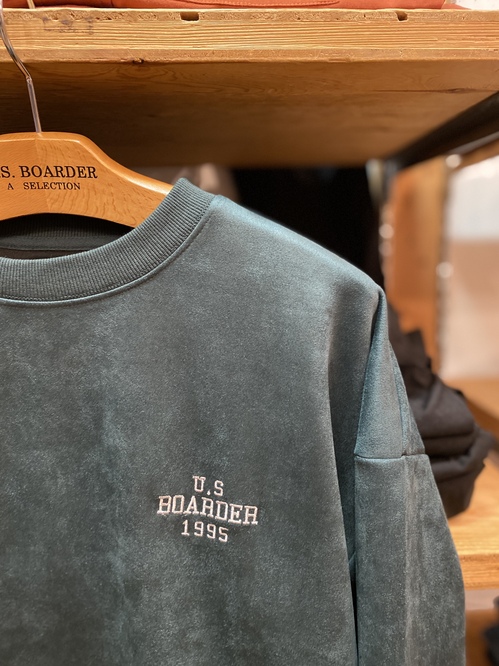 .S. BOARDER
A SELECTION
U.S
BOARDER
1995